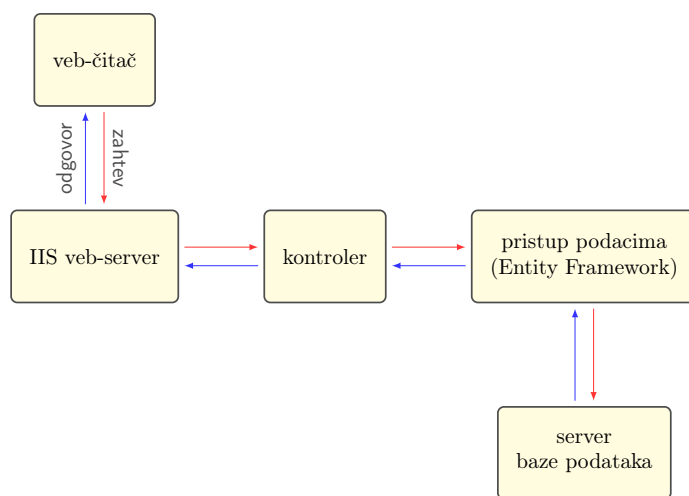 veb-čitač
odgovor
zahtev
IIS veb-server
kontroler
pristup podacima
(Entity Framework)
server
baze podataka